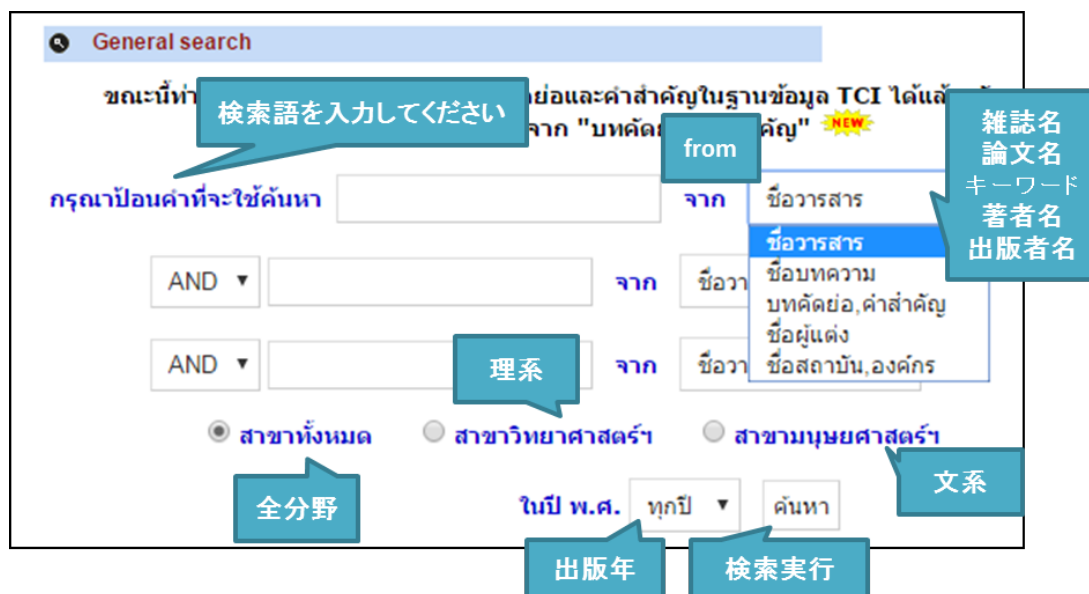 General search
ขณะนี้ท่า ย่อและคำสำคัญในฐานข้อมูล TCI ได้แล้ว
検索語を入力してください
จาก "บทคัดย่ คัญ" NEW
from
雑誌名
論文名
キーワード
著者名
出版者名
กรุณาป้อนคำที่จะใช้ค้นหา จาก ชื่อวารสาร
ชื่อวารสาร
ชื่อบทความ
บทคัดย่อ,คำสำคัญ
ชื่อผู้แต่ง
ชื่อสถาบัน,องค์กร
AND จาก ชื่อวา
AND จาก ชื่อวา
理系
สาขาทั้งหมด สาขาวิทยาศาสตร์ฯ สาขามนุษยศาสตร์ฯ
全分野
文系
ในปี พ.ศ. ทุกปี ค้นหา
出版年
検索実行